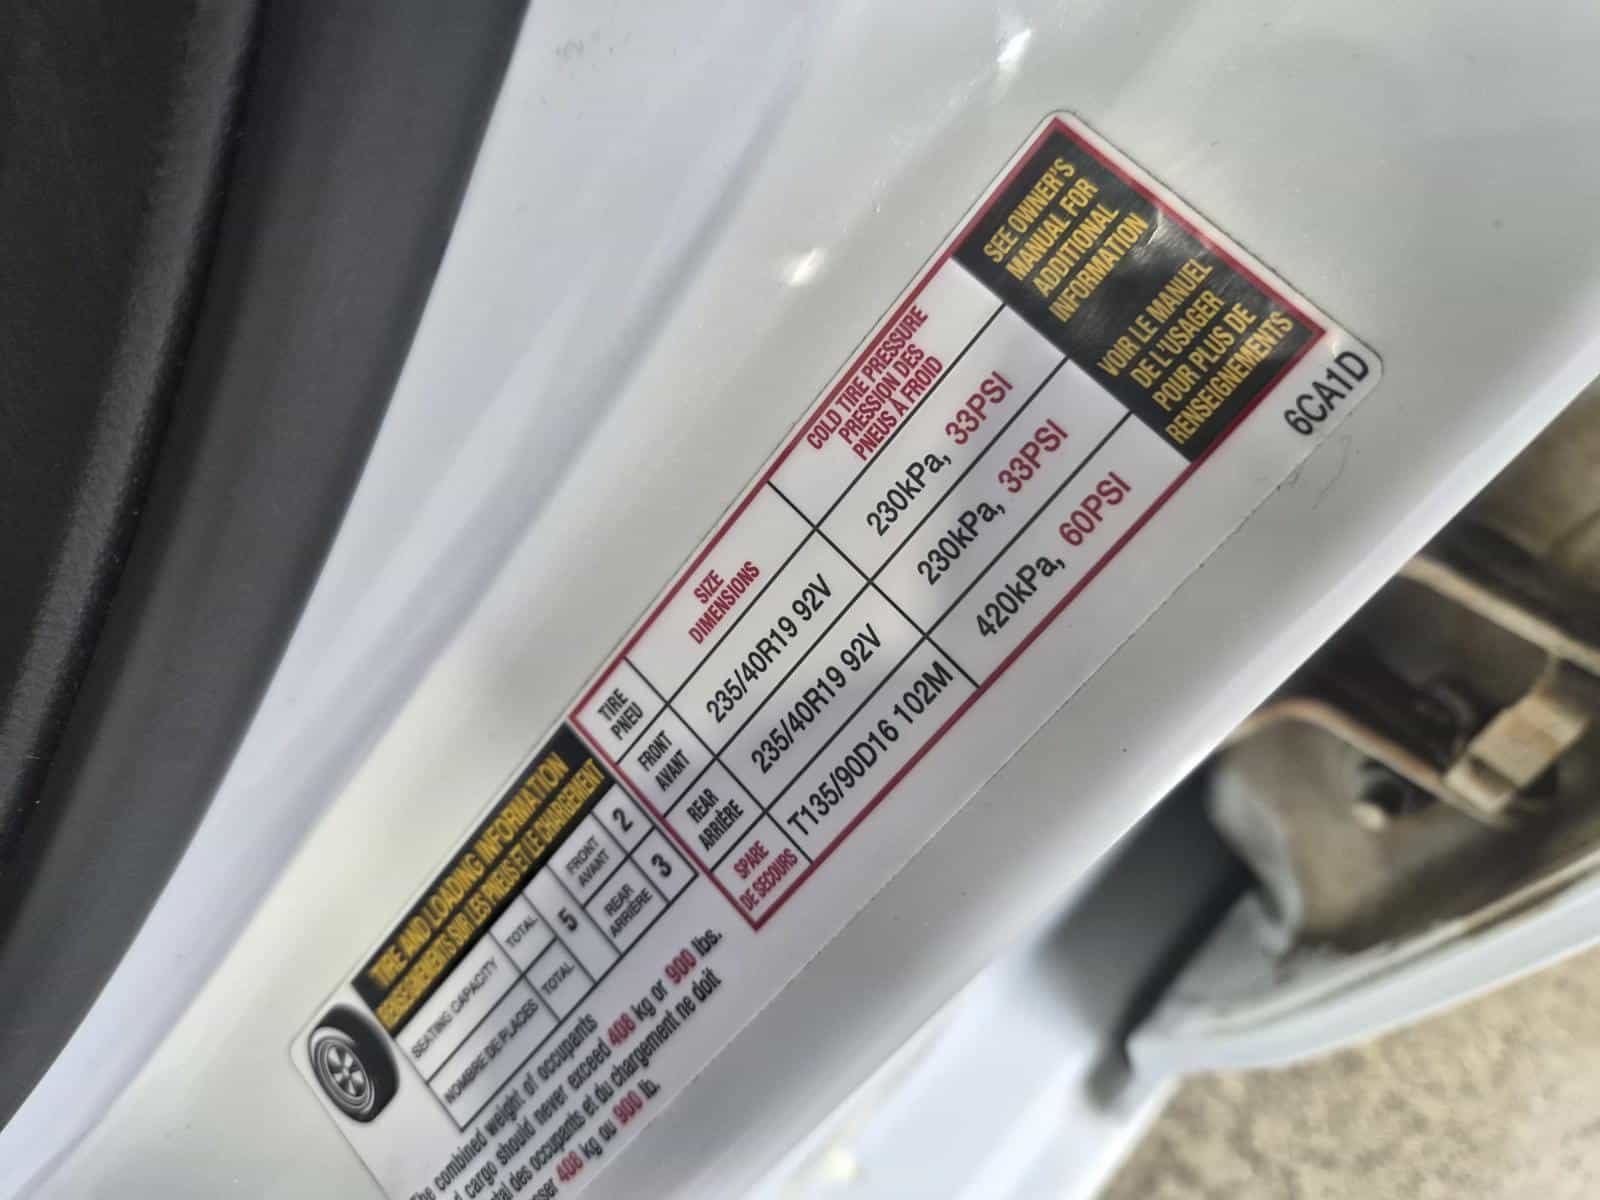 TIRE AND LOADING INFORMATION
RENSEIGNEMENTS SUR LES PNEUS ET LE CHARGEMENT
SEATING CAPACITY
NOMBRE DE PLACES
TOTAL
TOTAL
5
FRONT
AVANT
2
REAR
ARRIÈRE
3
The combined weight of occupants
cargo should never exceed 408 kg or 900 lbs.
des occupants et du chargement ne doit
408 kg ou 900 lb.
TIRE
PNEU
SIZE
DIMENSIONS
COLD TIRE PRESSURE
PRESSION DES
PNEUS À FROID
FRONT
AVANT
235/40R19 92V
230kPa, 33PSI
REAR
ARRIÈRE
235/40R19 92V
230kPa, 33PSI
SPARE
DE SECOURS
T135/90D16 102M
420kPa, 60PSI
SEE OWNER'S
MANUAL FOR
ADDITIONAL
INFORMATION
VOIR LE MANUEL
DE L'USAGER
POUR PLUS DE
RENSEIGNEMENTS
6CA1D